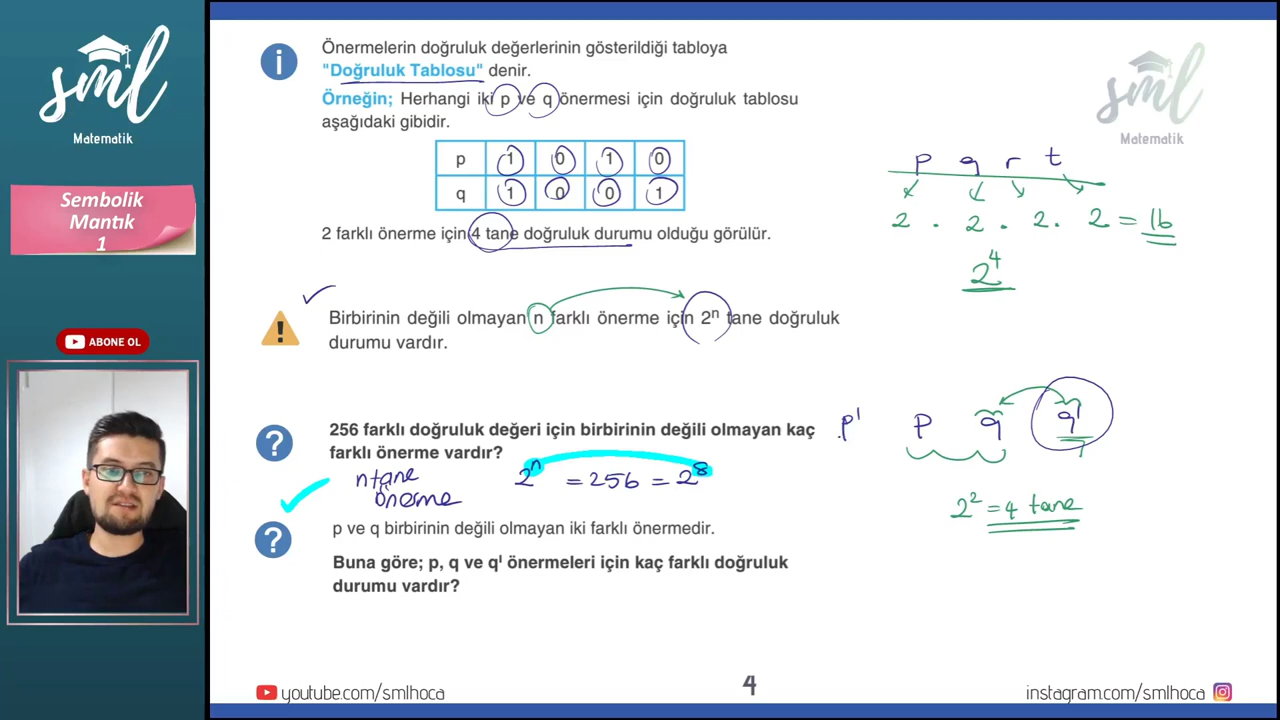 sml
Matematik
Sembolik
Mantık
1
ABONE OL
Önermelerin doğruluk değerlerinin gösterildiği tabloya
"Doğruluk Tablosu" denir.
Örneğin; Herhangi iki p ve q önermesi için doğruluk tablosu
aşağıdaki gibidir.
p 1 0 1 0
q 1 0 0 1
2 farklı önerme için 4 tane doğruluk durumu olduğu görülür.
Birbirinin değili olmayan n farklı önerme için 2ⁿ tane doğruluk
durumu vardır.
256 farklı doğruluk değeri için birbirinin değili olmayan kaç
farklı önerme vardır?
n tane
önerme
2ⁿ = 256 = 2⁸
p ve q birbirinin değili olmayan iki farklı önermedir.
Buna göre; p, q ve qᴵ önermeleri için kaç farklı doğruluk
durumu vardır?
sml
Matematik
p q r t
2 . 2 . 2 . 2 = 16
2⁴
p' p q q'
2² = 4 tane
youtube.com/smlhoca
4
instagram.com/smlhoca